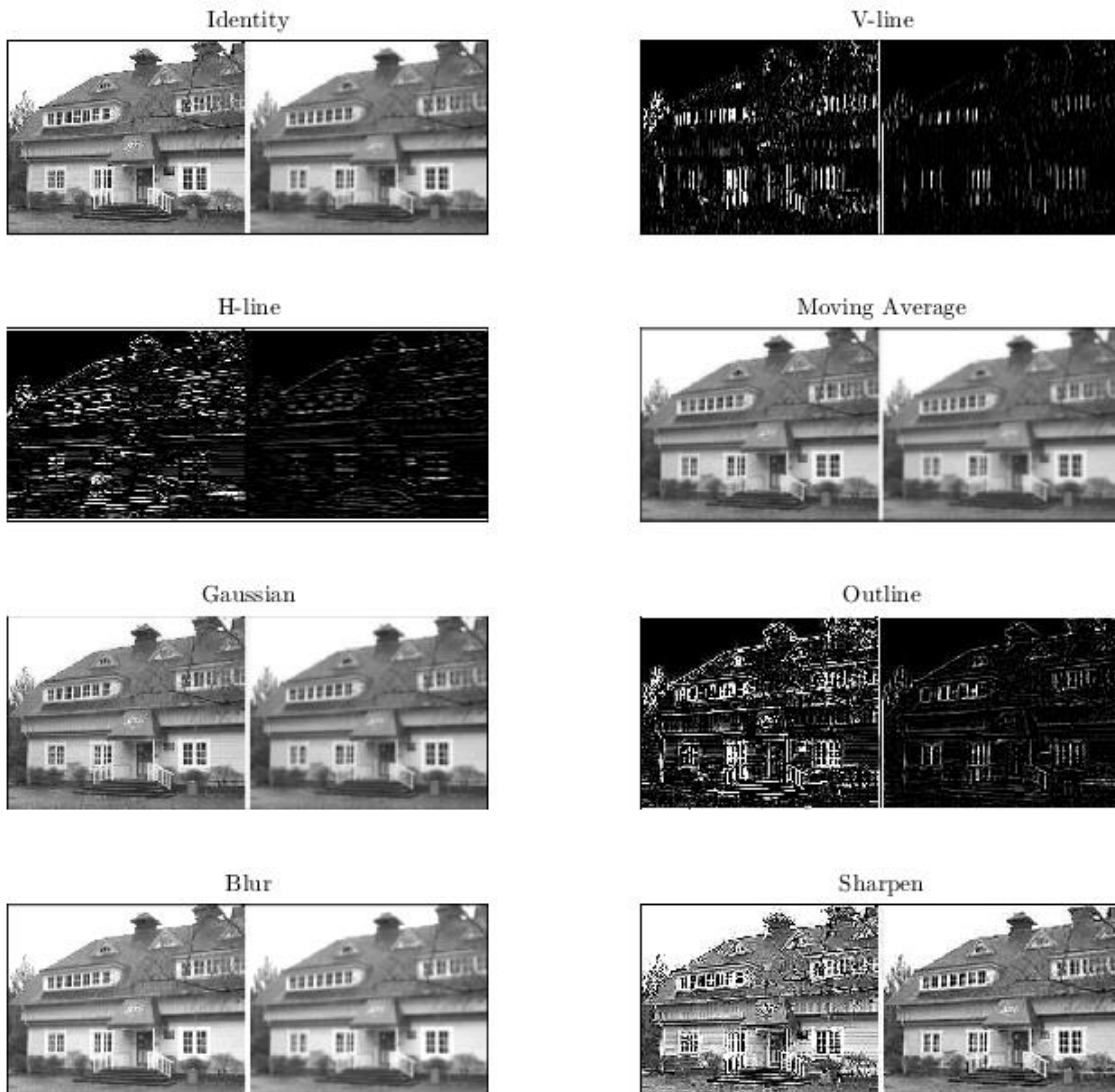 Identity
V-line
H-line
Moving Average
Gaussian
Outline
Blur
Sharpen